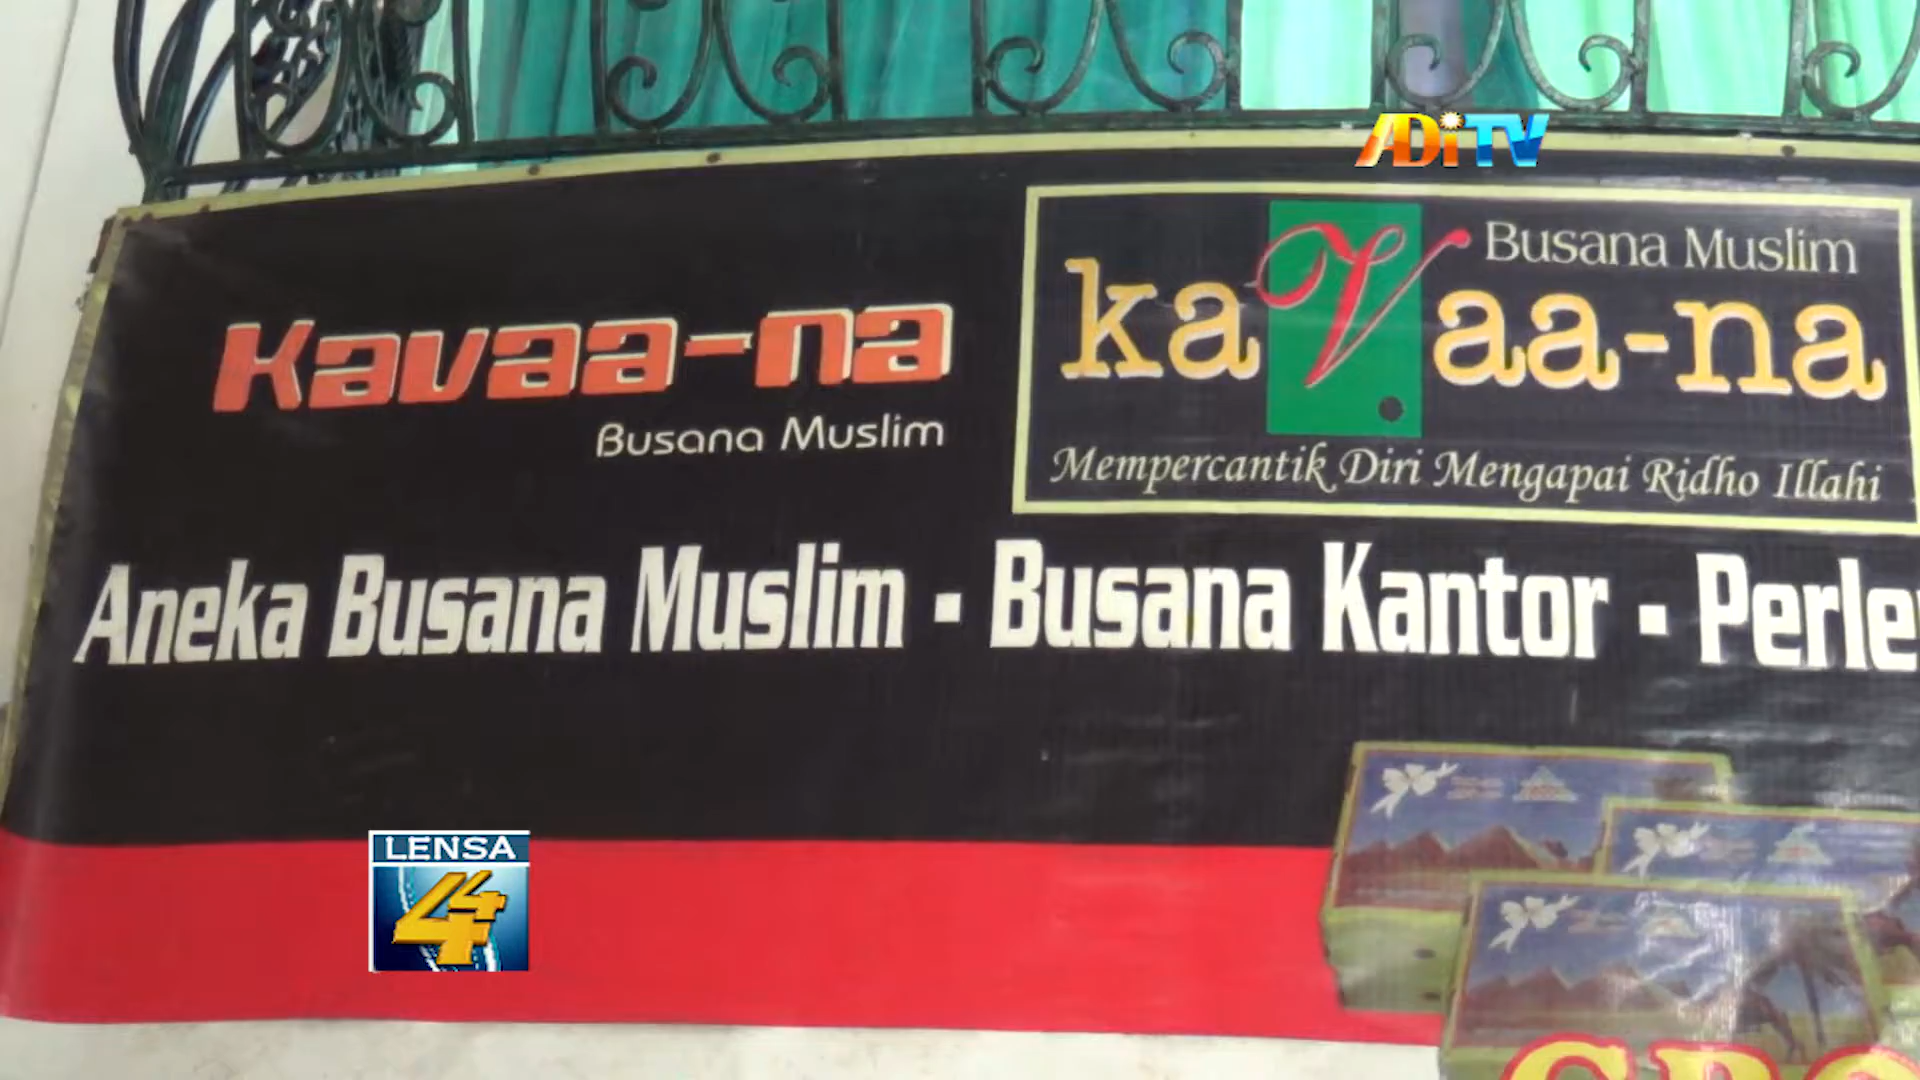 ADiTV
Busana Muslim
kaVaa-na
Mempercantik Diri Mengapai Ridho Illahi
Kavaa-na
Busana Muslim
Aneka Busana Muslim ▪ Busana Kantor ▪ Perle
LENSA
44